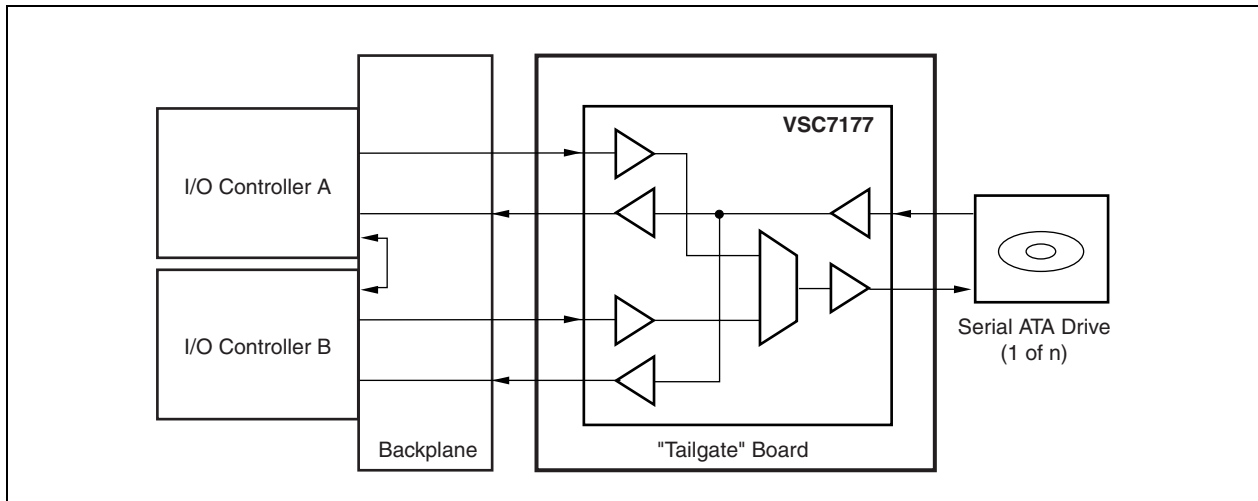 VSC7177
I/O Controller A
I/O Controller B
Serial ATA Drive
(1 of n)
Backplane
"Tailgate" Board